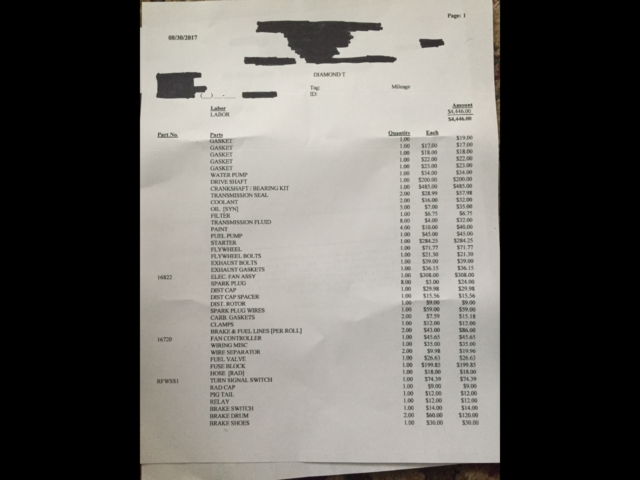 Page: 1
08/30/2017
DIAMOND T
Tag: Mileage
ID:
Labor Amount
LABOR $4,446.00
$4,446.00
Part No. Parts Quantity Each
GASKET 1.00 $19.00
GASKET 1.00 $17.00 $17.00
GASKET 1.00 $18.00 $18.00
GASKET 1.00 $22.00 $22.00
GASKET 1.00 $23.00 $23.00
WATER PUMP 1.00 $34.00 $34.00
DRIVE SHAFT 1.00 $200.00 $200.00
CRANKSHAFT / BEARING KIT 1.00 $485.00 $485.00
TRANSMISSION SEAL 2.00 $28.99 $57.98
COOLANT 2.00 $16.00 $32.00
OIL [SYN] 5.00 $7.00 $35.00
FILTER 1.00 $6.75 $6.75
TRANSMISSION FLUID 8.00 $4.00 $32.00
PAINT 4.00 $10.00 $40.00
FUEL PUMP 1.00 $45.00 $45.00
STARTER 1.00 $284.25 $284.25
FLYWHEEL 1.00 $71.77 $71.77
FLYWHEEL BOLTS 1.00 $21.30 $21.30
EXHAUST BOLTS 1.00 $39.00 $39.00
EXHAUST GASKETS 1.00 $36.15 $36.15
16822 ELEC. FAN ASSY 1.00 $308.00 $308.00
SPARK PLUG 8.00 $3.00 $24.00
DIST CAP 1.00 $29.98 $29.98
DIST CAP SPACER 1.00 $15.56 $15.56
DIST. ROTOR 1.00 $9.00 $9.00
SPARK PLUG WIRES 1.00 $59.00 $59.00
CARB. GASKETS 2.00 $7.59 $15.18
CLAMPS 1.00 $12.00 $12.00
BRAKE & FUEL LINES [PER ROLL] 2.00 $43.00 $86.00
16720 FAN CONTROLLER 1.00 $45.65 $45.65
WIRING MISC 1.00 $35.00 $35.00
WIRE SEPARATOR 2.00 $9.98 $19.96
FUEL VALVE 1.00 $26.63 $26.63
FUSE BLOCK 1.00 $199.83 $199.83
HOSE [RAD] 1.00 $18.00 $18.00
RFWSS1 TURN SIGNAL SWITCH 1.00 $74.39 $74.39
RAD CAP 1.00 $9.00 $9.00
PIG TAIL 1.00 $12.00 $12.00
RELAY 1.00 $12.00 $12.00
BRAKE SWITCH 1.00 $14.00 $14.00
BRAKE DRUM 2.00 $60.00 $120.00
BRAKE SHOES 1.00 $30.00 $30.00